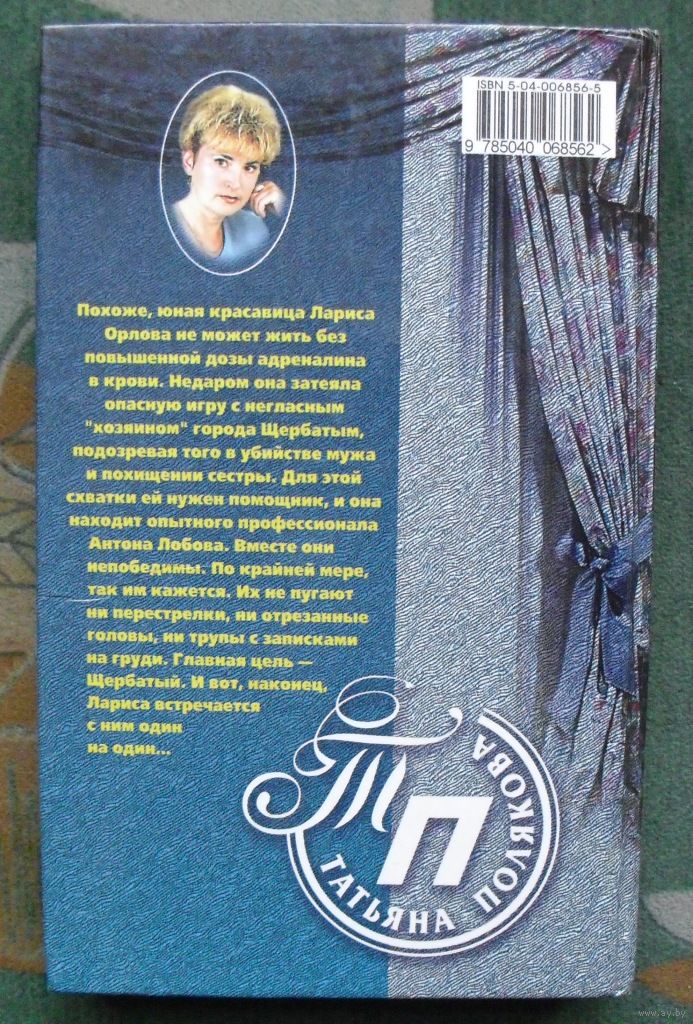 ISBN 5-04-006856-5
9 785040 068562 >
Похоже, юная красавица Лариса
Орлова не может жить без
повышенной дозы адреналина
в крови. Недаром она затеяла
опасную игру с негласным
"хозяином" города Щербатым,
подозревая того в убийстве мужа
и похищении сестры. Для этой
схватки ей нужен помощник, и она
находит опытного профессионала
Антона Лобова. Вместе они
непобедимы. По крайней мере,
так им кажется. Их не пугают
ни перестрелки, ни отрезанные
головы, ни трупы с записками
на груди. Главная цель —
Щербатый. И вот, наконец,
Лариса встречается
с ним один
на один...
ТП
ТАТЬЯНА ПОЛЯКОВА
www.ay.by